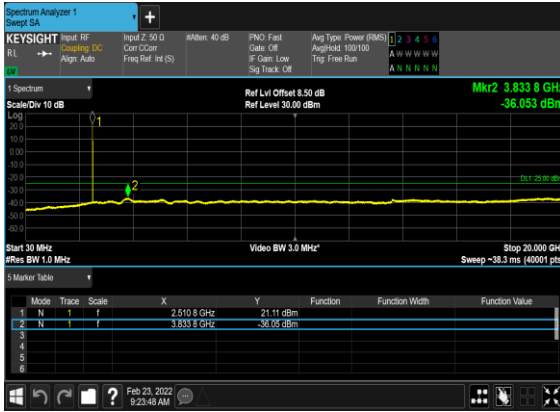 Spectrum Analyzer 1
Swept SA
+
KEYSIGHT Input: RF Input Z: 50 Ω #Atten: 40 dB PNO: Fast Avg Type: Power (RMS) 1 2 3 4 5 6
RL Coupling: DC Corr CCorr Gate: Off Avg|Hold: 100/100 A W W W W W
Align: Auto Freq Ref: Int (S) IF Gain: Low Trig: Free Run
Sig Track: Off A N N N N N
1 Spectrum
Ref Lvl Offset 8.50 dB Mkr2 3.833 8 GHz
Scale/Div 10 dB Ref Level 30.00 dBm -36.053 dBm
Log
20.0
10.0
0.00
-10.0
-20.0
-30.0
-40.0
-50.0
-60.0
1
2
DL1 -25.00 dBm
Start 30 MHz Video BW 3.0 MHz* Stop 20.000 GHz
#Res BW 1.0 MHz Sweep ~38.3 ms (40001 pts)
5 Marker Table
Mode Trace Scale X Y Function Function Width Function Value
1 N 1 f 2.510 8 GHz 21.11 dBm
2 N 1 f 3.833 8 GHz -36.05 dBm
3
4
5
6
? Feb 23, 2022
9:23:48 AM